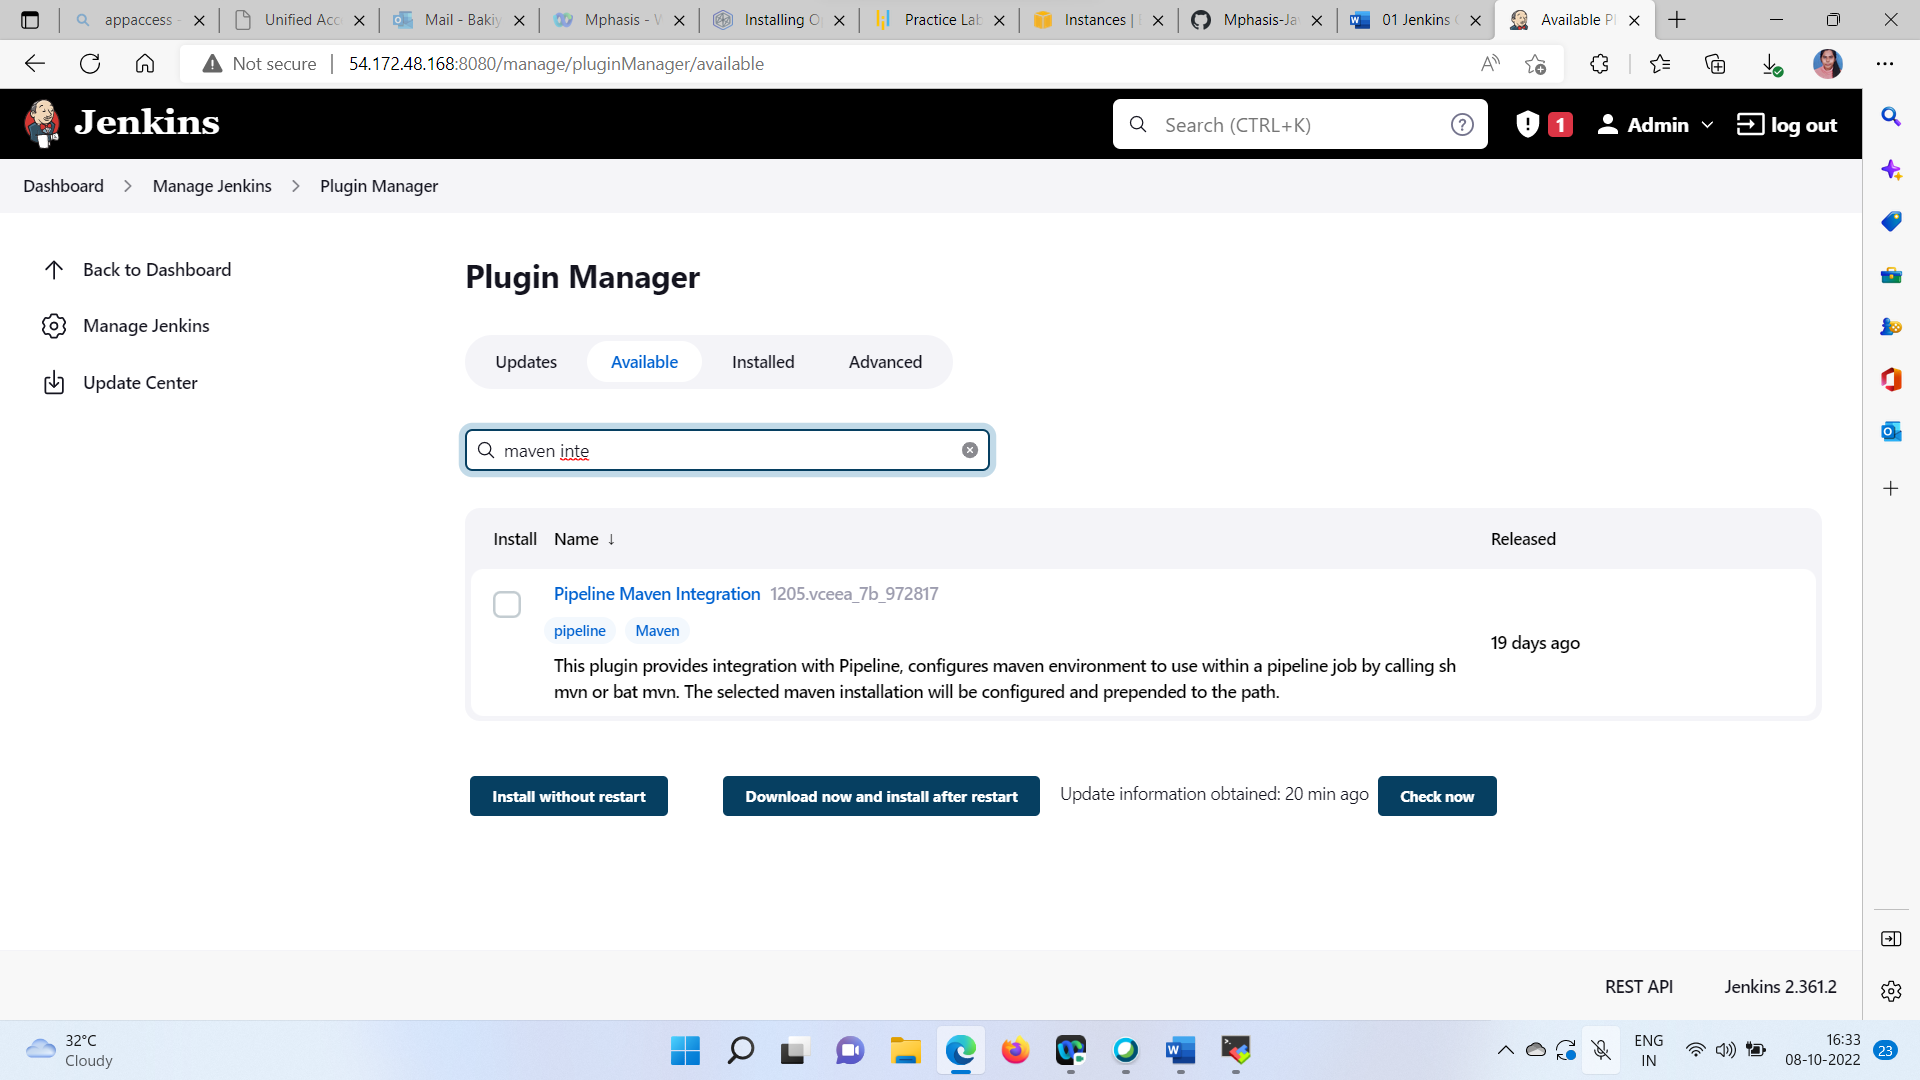 appaccess
Unified Acc
Mail - Bakiy
Mphasis - W
Installing O
Practice Lab
Instances |
Mphasis-Ja
01 Jenkins
Available Pl
Not secure
54.172.48.168:8080/manage/pluginManager/available
Jenkins
Search (CTRL+K)
1
Admin
log out
Dashboard
Manage Jenkins
Plugin Manager
Back to Dashboard
Manage Jenkins
Update Center
Plugin Manager
Updates
Available
Installed
Advanced
maven inte
Install
Name ↓
Released
Pipeline Maven Integration 1205.vceea_7b_972817
pipeline
Maven
This plugin provides integration with Pipeline, configures maven environment to use within a pipeline job by calling sh
mvn or bat mvn. The selected maven installation will be configured and prepended to the path.
19 days ago
Install without restart
Download now and install after restart
Update information obtained: 20 min ago
Check now
REST API
Jenkins 2.361.2
32°C
Cloudy
ENG
IN
16:33
08-10-2022
23